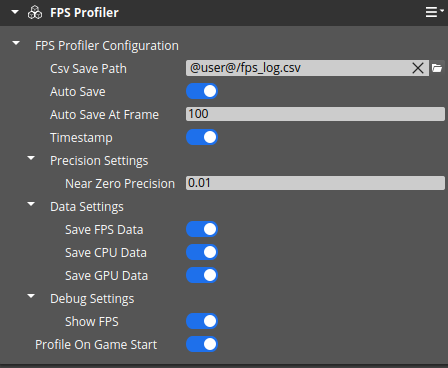 FPS Profiler
FPS Profiler Configuration
Csv Save Path @user@/fps_log.csv
Auto Save
Auto Save At Frame 100
Timestamp
Precision Settings
Near Zero Precision 0.01
Data Settings
Save FPS Data
Save CPU Data
Save GPU Data
Debug Settings
Show FPS
Profile On Game Start